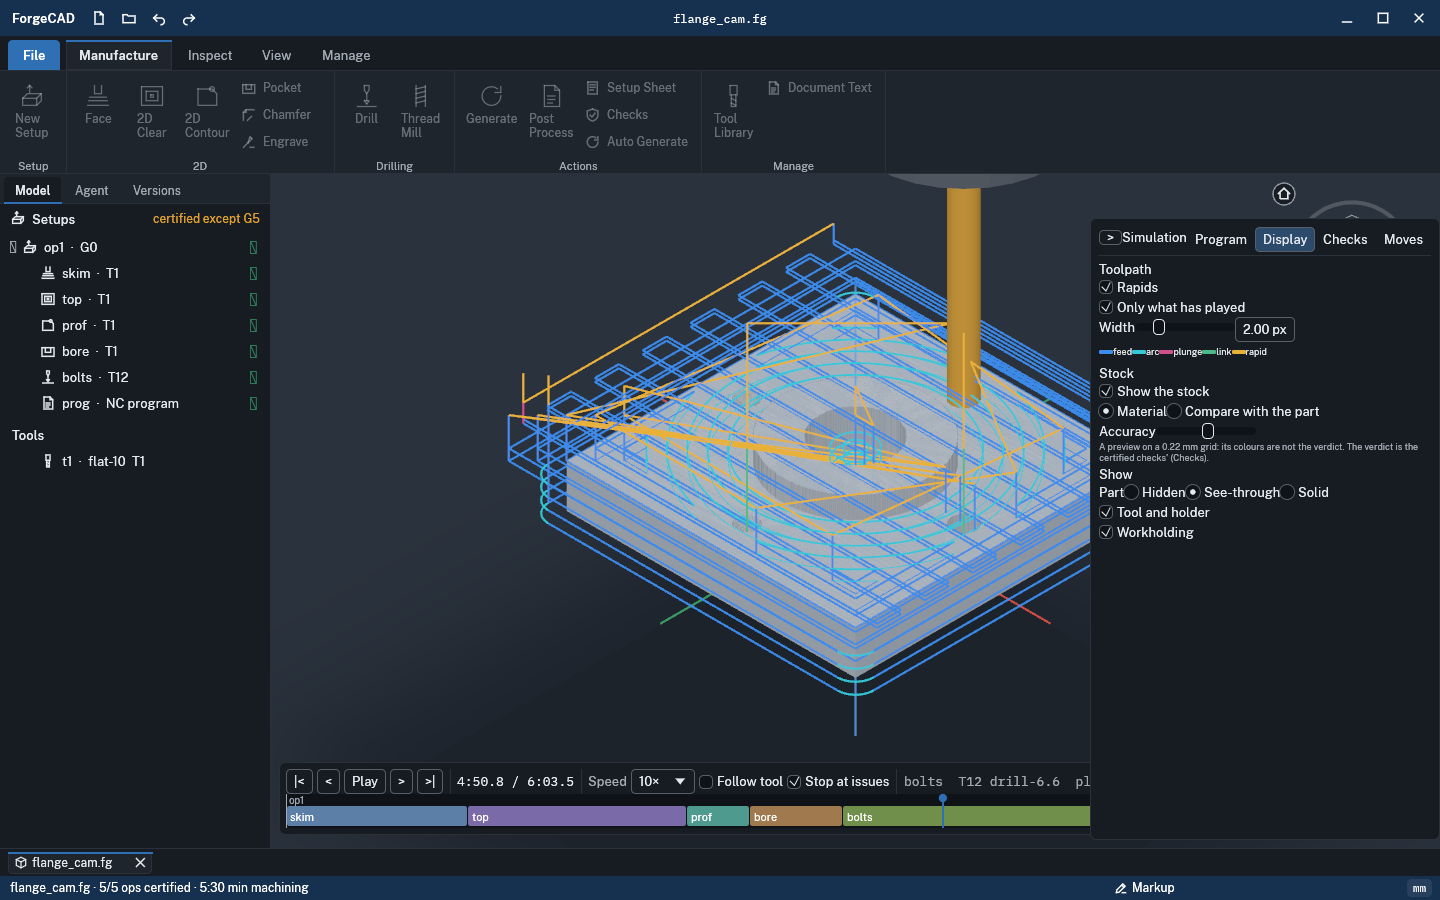 ForgeCAD
flange_cam.fg
File Manufacture Inspect View Manage
New Setup
Face
2D Clear
2D Contour
Pocket
Chamfer
Engrave
Drill
Thread Mill
Generate
Post Process
Setup Sheet
Checks
Auto Generate
Tool Library
Document Text
Setup 2D Drilling Actions Manage
Model Agent Versions
Setups certified except G5
op1 · G0
skim · T1
top · T1
prof · T1
bore · T1
bolts · T12
prog · NC program
Tools
t1 · flat-10 T1
> Simulation Program Display Checks Moves
Toolpath
Rapids
Only what has played
Width 2.00 px
feed arc plunge link rapid
Stock
Show the stock
Material Compare with the part
Accuracy
A preview on a 0.22 mm grid: its colours are not the verdict. The verdict is the
certified checks' (Checks).
Show
Part Hidden See-through Solid
Tool and holder
Workholding
|< < Play > >| 4:50.8 / 6:03.5 Speed 10× Follow tool Stop at issues bolts T12 drill-6.6 pl
op1
skim top prof bore bolts
flange_cam.fg
flange_cam.fg · 5/5 ops certified · 5:30 min machining Markup mm